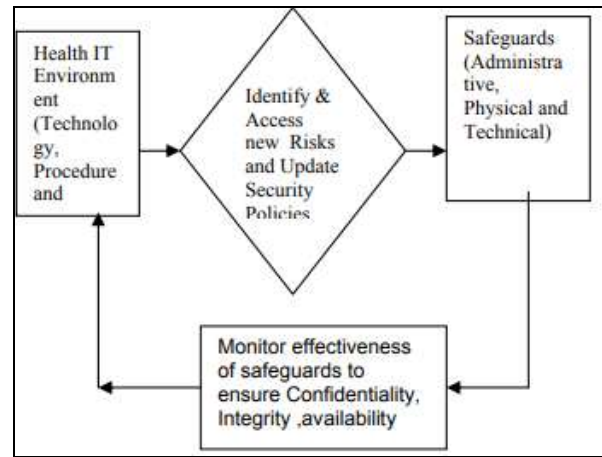 Health IT
Environm
ent
(Technolo
gy,
Procedure
and
Identify &
Access
new Risks
and Update
Security
Policies
Safeguards
(Administra
tive,
Physical and
Technical)
Monitor effectiveness
of safeguards to
ensure Confidentiality,
Integrity ,availability